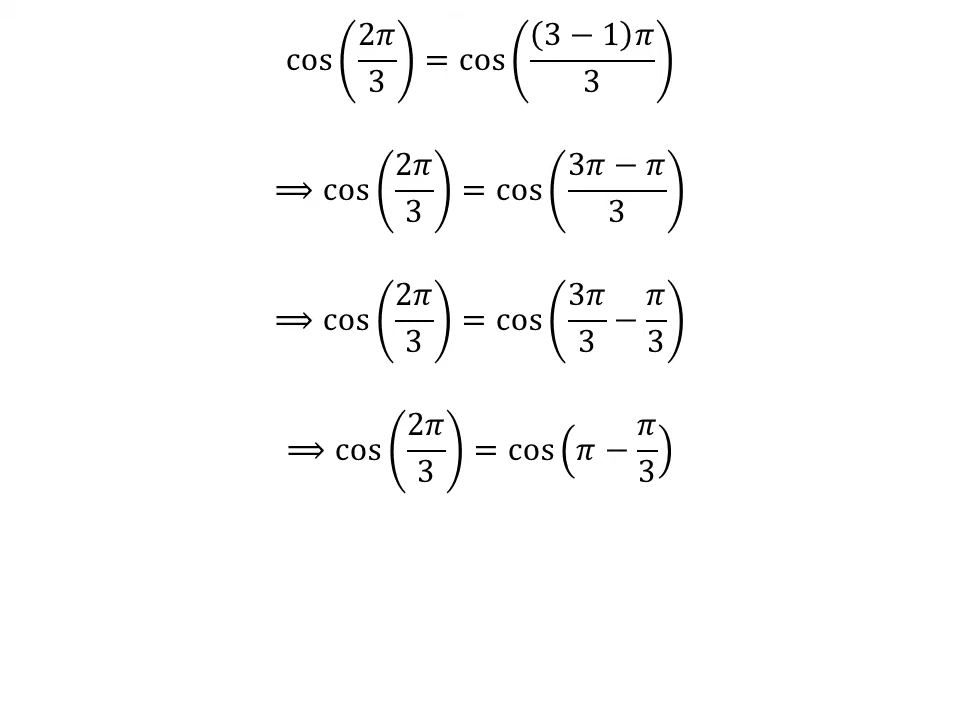 cos(2π/3) = cos((3 − 1)π/3)
⟹ cos(2π/3) = cos((3π − π)/3)
⟹ cos(2π/3) = cos(3π/3 − π/3)
⟹ cos(2π/3) = cos(π − π/3)